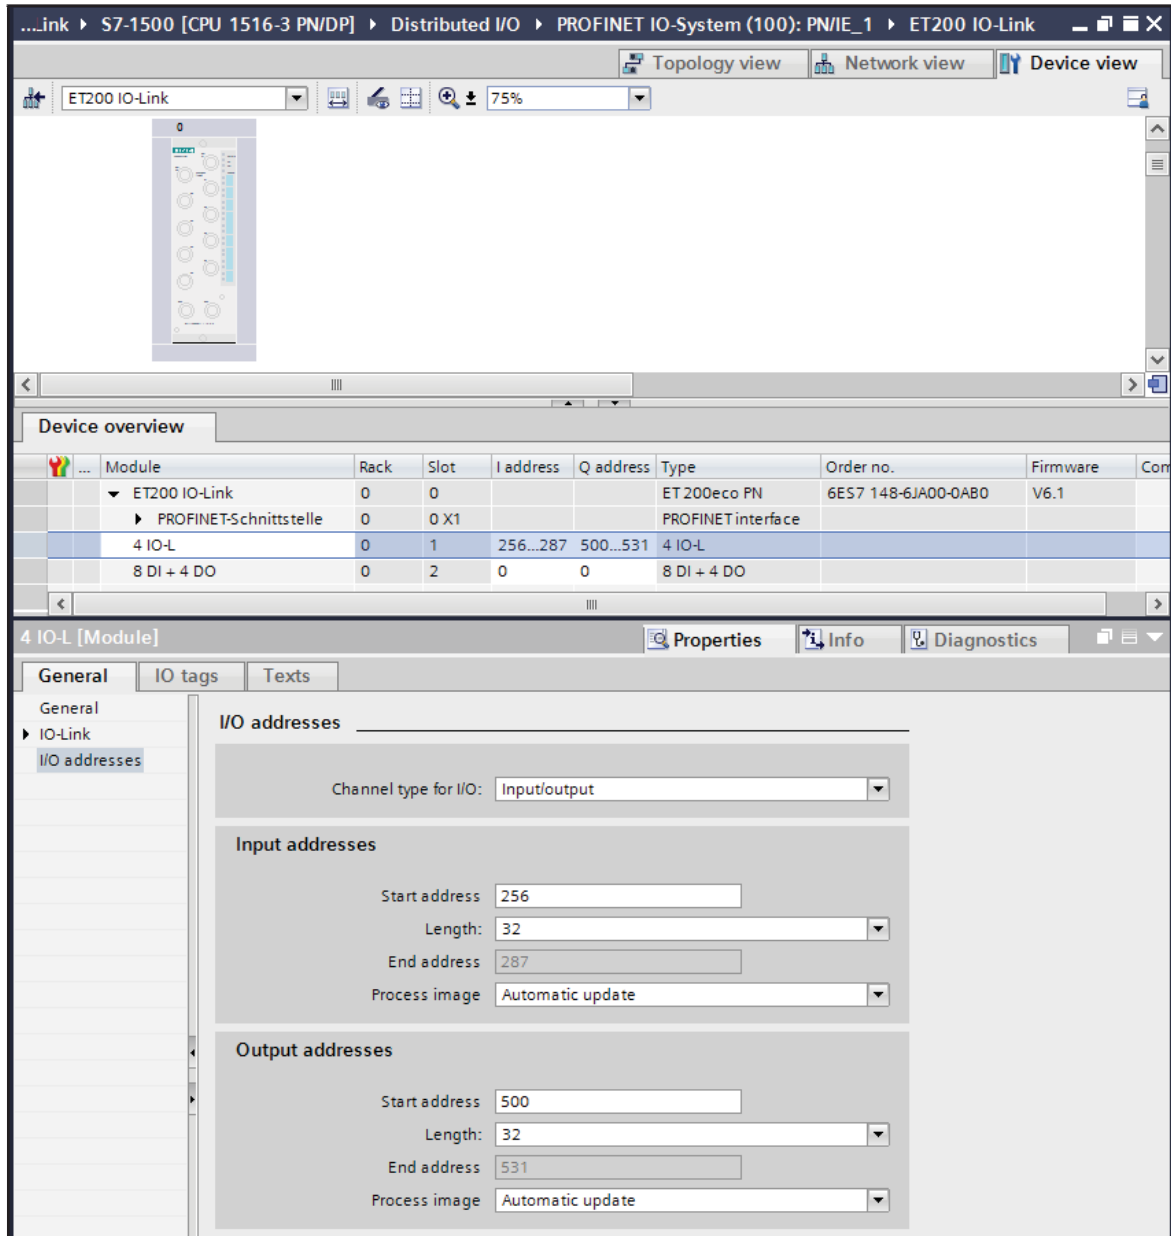 ...ink ▸ S7-1500 [CPU 1516-3 PN/DP] ▸ Distributed I/O ▸ PROFINET IO-System (100): PN/IE_1 ▸ ET200 IO-Link
Topology view Network view Device view
ET200 IO-Link 75%
0
Device overview
... Module Rack Slot I address Q address Type Order no. Firmware Com
ET200 IO-Link 0 0 ET 200eco PN 6ES7 148-6JA00-0AB0 V6.1
PROFINET-Schnittstelle 0 0 X1 PROFINET interface
4 IO-L 0 1 256...287 500...531 4 IO-L
8 DI + 4 DO 0 2 0 0 8 DI + 4 DO
4 IO-L [Module] Properties Info Diagnostics
General IO tags Texts
General
IO-Link
I/O addresses
I/O addresses
Channel type for I/O: Input/output
Input addresses
Start address 256
Length: 32
End address 287
Process image Automatic update
Output addresses
Start address 500
Length: 32
End address 531
Process image Automatic update